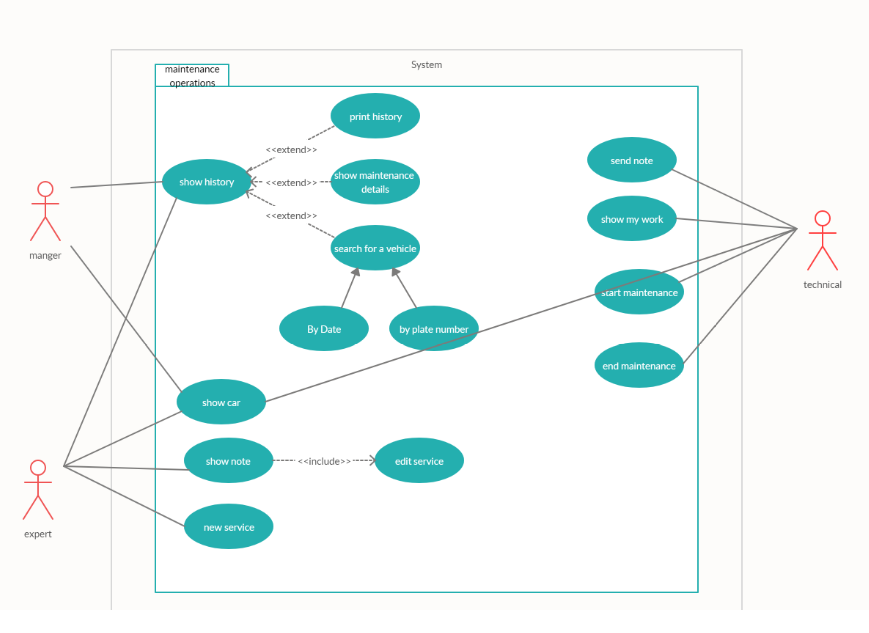 System
maintenance
operations
print history
<<extend>>
send note
show maintenance
details
<<extend>>
show history
show my work
<<extend>>
search for a vehicle
manger
technical
start maintenance
By Date
by plate number
end maintenance
show car
show note
<<include>>
edit service
new service
expert